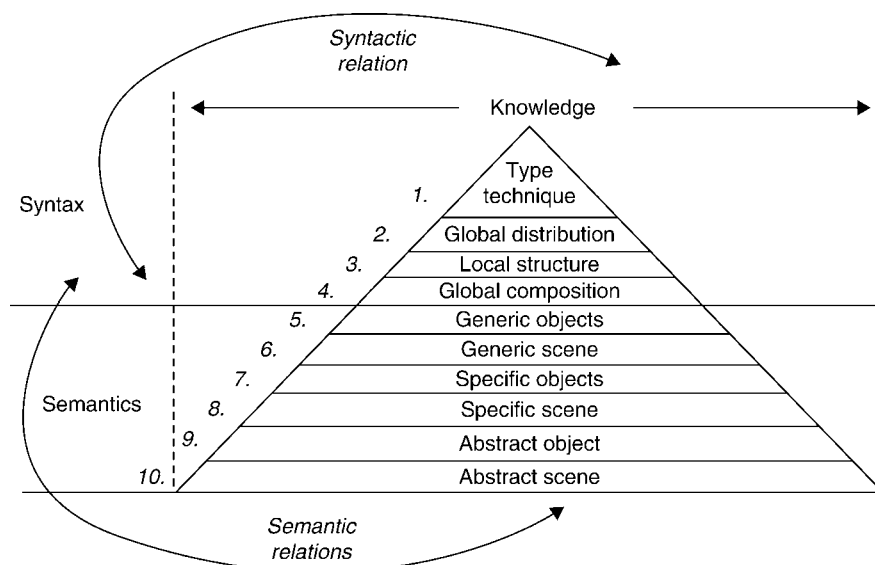 Syntactic
relation
Knowledge
Type
technique
1.
Syntax
2.
Global distribution
3.
Local structure
4.
Global composition
5.
Generic objects
6.
Generic scene
7.
Specific objects
Semantics
8.
Specific scene
9.
Abstract object
10.
Abstract scene
Semantic
relations